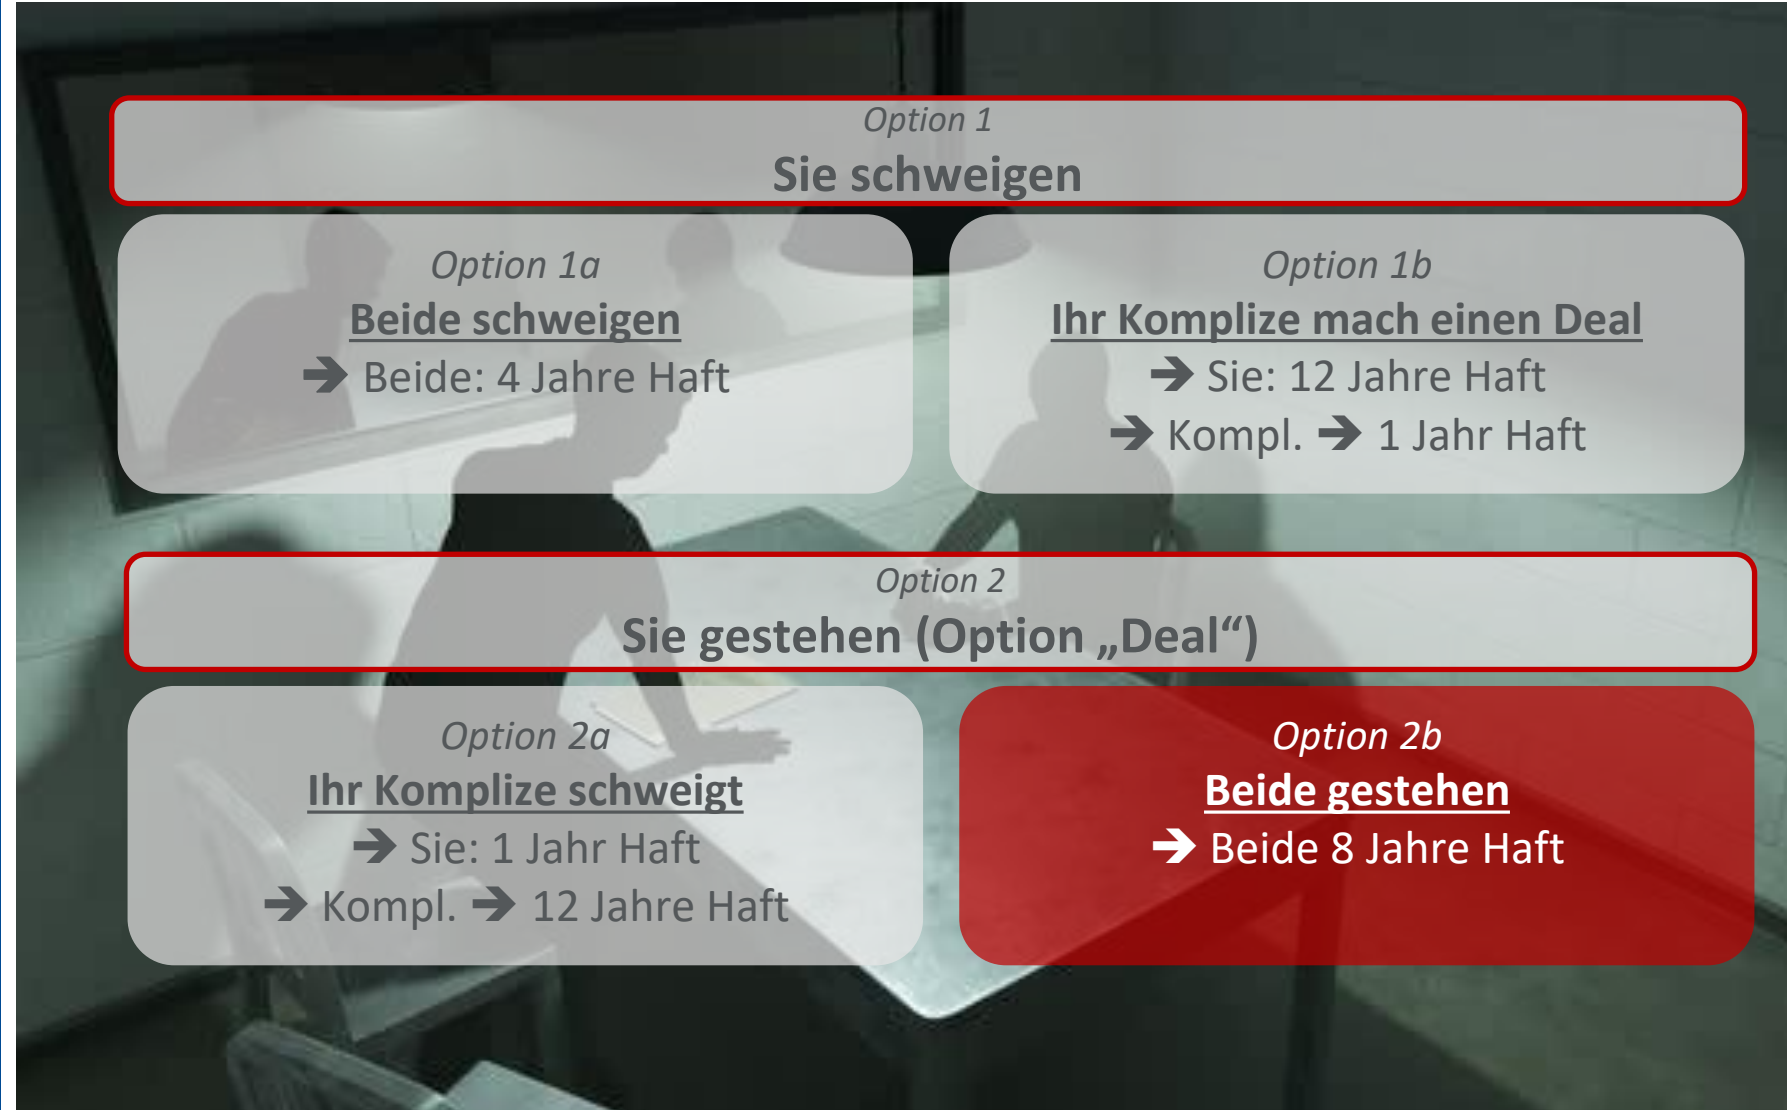 Option 1
Sie schweigen
Option 1a
Beide schweigen
➔ Beide: 4 Jahre Haft
Option 1b
Ihr Komplize mach einen Deal
➔ Sie: 12 Jahre Haft
➔ Kompl. ➔ 1 Jahr Haft
Option 2
Sie gestehen (Option „Deal“)
Option 2a
Ihr Komplize schweigt
➔ Sie: 1 Jahr Haft
➔ Kompl. ➔ 12 Jahre Haft
Option 2b
Beide gestehen
➔ Beide 8 Jahre Haft